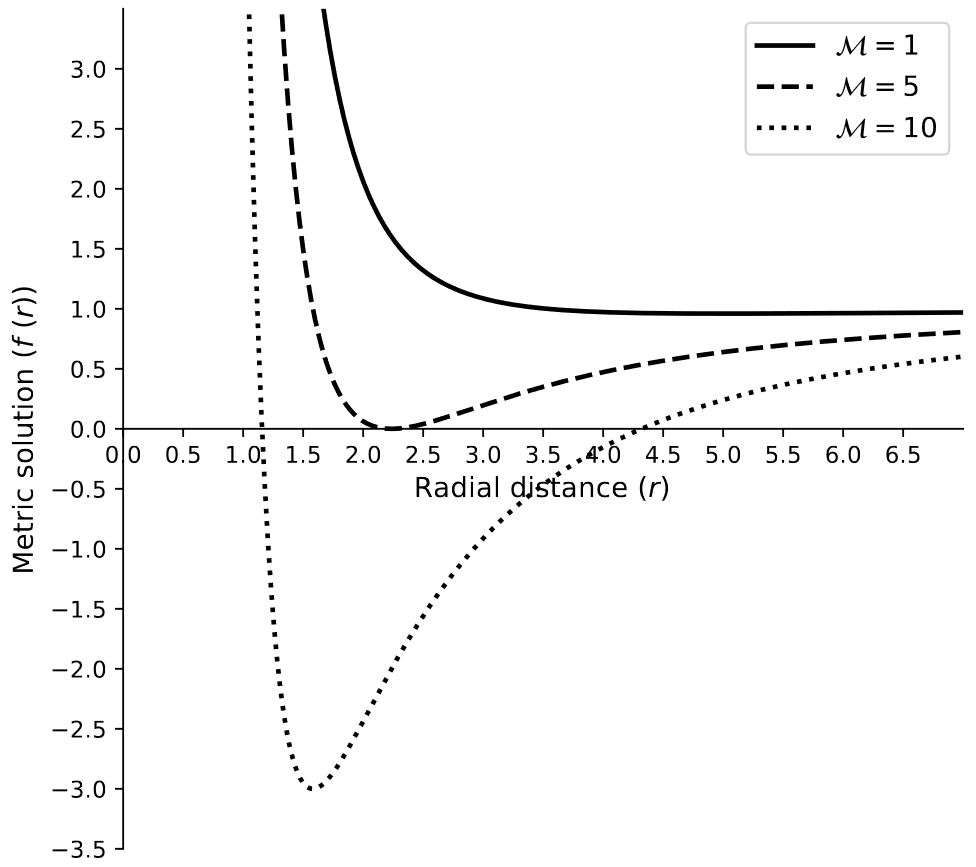 ℳ = 1
ℳ = 5
ℳ = 10
3.0
2.5
2.0
1.5
1.0
0.5
0.0
−0.5
−1.0
−1.5
−2.0
−2.5
−3.0
−3.5
Metric solution (f (r))
0.0 0.5 1.0 1.5 2.0 2.5 3.0 3.5 4.0 4.5 5.0 5.5 6.0 6.5
Radial distance (r)